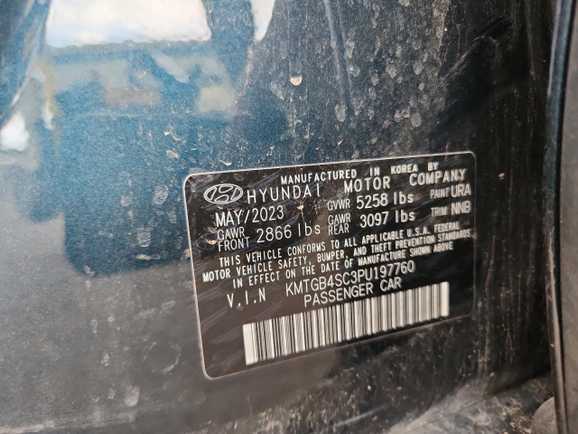 MANUFACTURED IN KOREA BY
HYUNDAI MOTOR COMPANY
MAY/2023 GVWR 5258 lbs PAINT URA
GAWR FRONT 2866 lbs GAWR REAR 3097 lbs TRIM NNB
THIS VEHICLE CONFORMS TO ALL APPLICABLE U.S.A. FEDERAL
MOTOR VEHICLE SAFETY, BUMPER, AND THEFT PREVENTION
STANDARDS IN EFFECT ON THE DATE OF MANUFACTURE SHOWN ABOVE.
V.I.N KMTGB4SC3PU197760
PASSENGER CAR